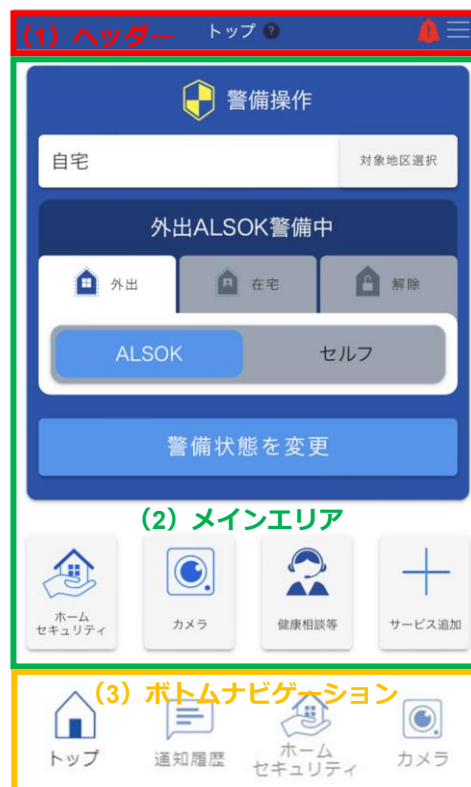 (1) ヘッダー トップ ?
警備操作
自宅 対象地区選択
外出ALSOK警備中
外出 在宅 解除
ALSOK セルフ
警備状態を変更
(2) メインエリア
ホーム
セキュリティ
カメラ
健康相談等
サービス追加
(3) ボトムナビゲーション
トップ
通知履歴
ホーム
セキュリティ
カメラ